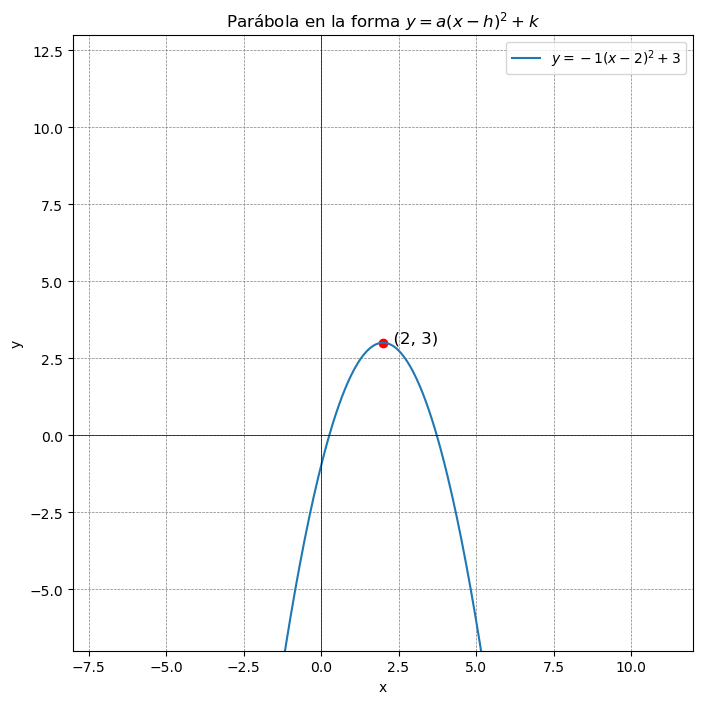 Parábola en la forma $y = a(x - h)^2 + k$
y = −1(x − 2)² + 3
12.5
10.0
7.5
5.0
2.5
0.0
−2.5
−5.0
(2, 3)
y
−7.5 −5.0 −2.5 0.0 2.5 5.0 7.5 10.0
x